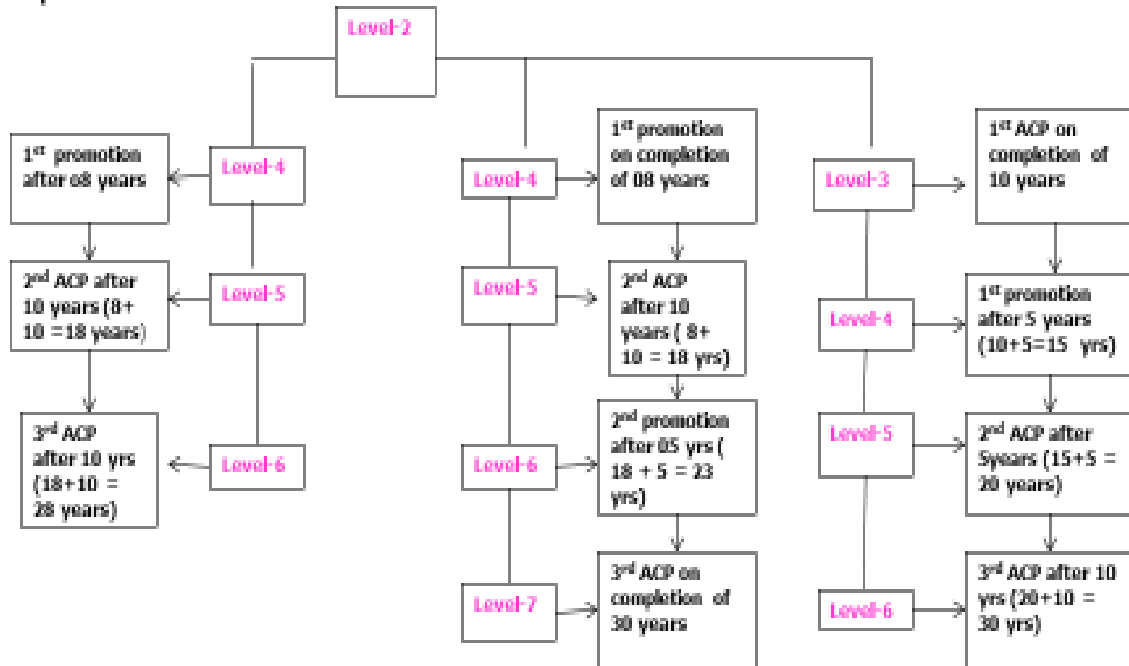 Level-2
1st promotion
after 08 years
Level-4
2nd ACP after
10 years (8+
10 =18 years)
Level-5
3rd ACP
after 10 yrs
(18+10 =
28 years)
Level-6
Level-4
1st promotion
on completion
of 08 years
Level-5
2nd ACP
after 10
years ( 8+
10 = 18 yrs)
Level-6
2nd promotion
after 05 yrs (
18 + 5 = 23
yrs)
Level-7
3rd ACP on
completion of
30 years
Level-3
1st ACP on
completion of
10 years
Level-4
1st promotion
after 5 years
(10+5=15 yrs)
Level-5
2nd ACP after
5years (15+5 =
20 years)
Level-6
3rd ACP after 10
yrs (20+10 =
30 yrs)